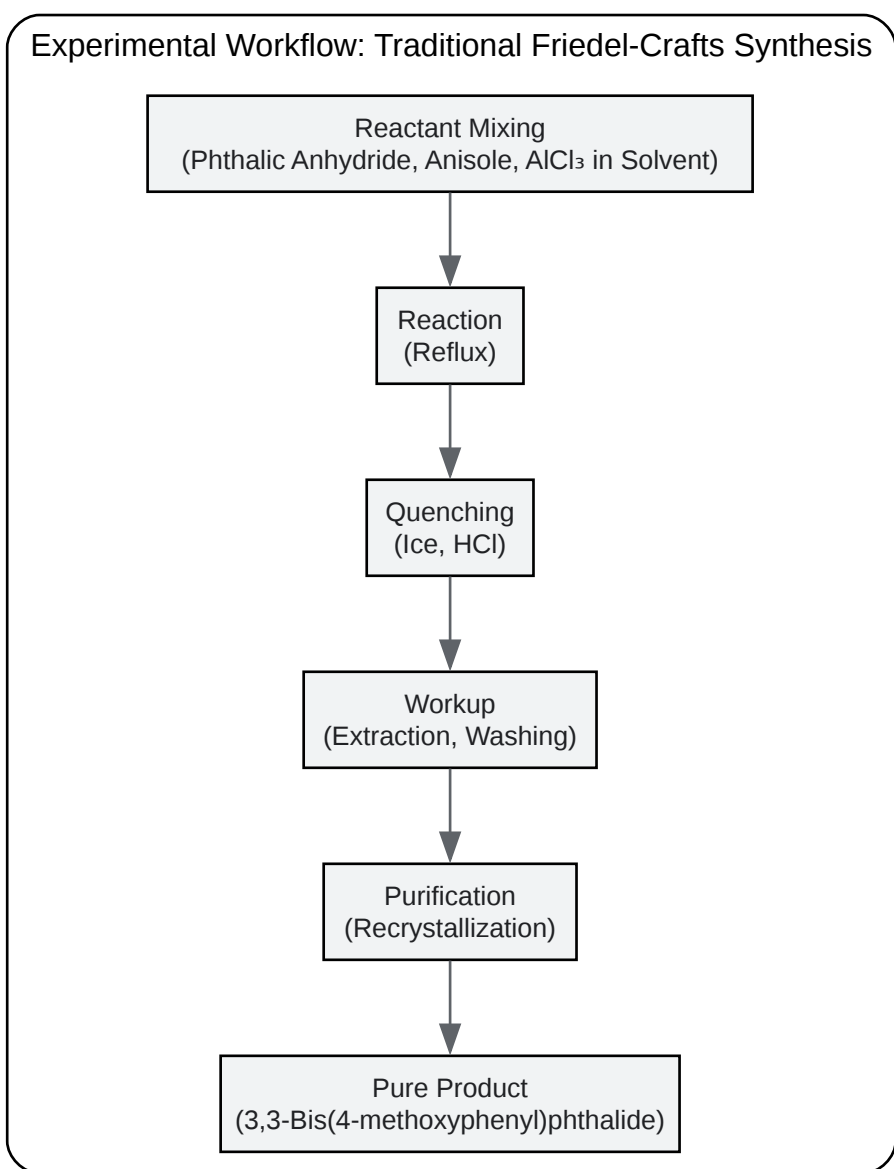 Experimental Workflow: Traditional Friedel-Crafts Synthesis
Reactant Mixing
(Phthalic Anhydride, Anisole, AlCl₃ in Solvent)
Reaction
(Reflux)
Quenching
(Ice, HCl)
Workup
(Extraction, Washing)
Purification
(Recrystallization)
Pure Product
(3,3-Bis(4-methoxyphenyl)phthalide)